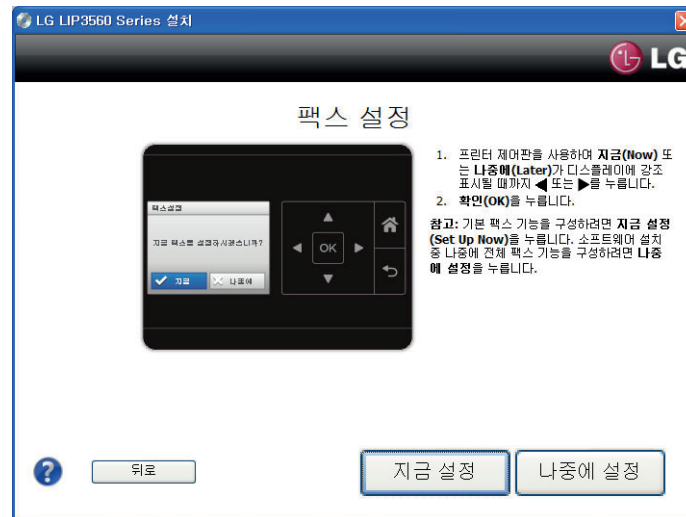 LG LIP3560 Series 설치
LG
팩스 설정
1. 프린터 제어판을 사용하여 지금(Now) 또
는 나중에(Later)가 디스플레이에 강조
표시될 때까지 ◀ 또는 ▶를 누릅니다.
2. 확인(OK)을 누릅니다.
참고: 기본 팩스 기능을 구성하려면 지금 설정
(Set Up Now)을 누릅니다. 소프트웨어 설치
중 나중에 전체 팩스 기능을 구성하려면 나중
에 설정을 누릅니다.
팩스설정
지금 팩스를 설정하시겠습니까?
지금 나중에
OK
뒤로
지금 설정
나중에 설정